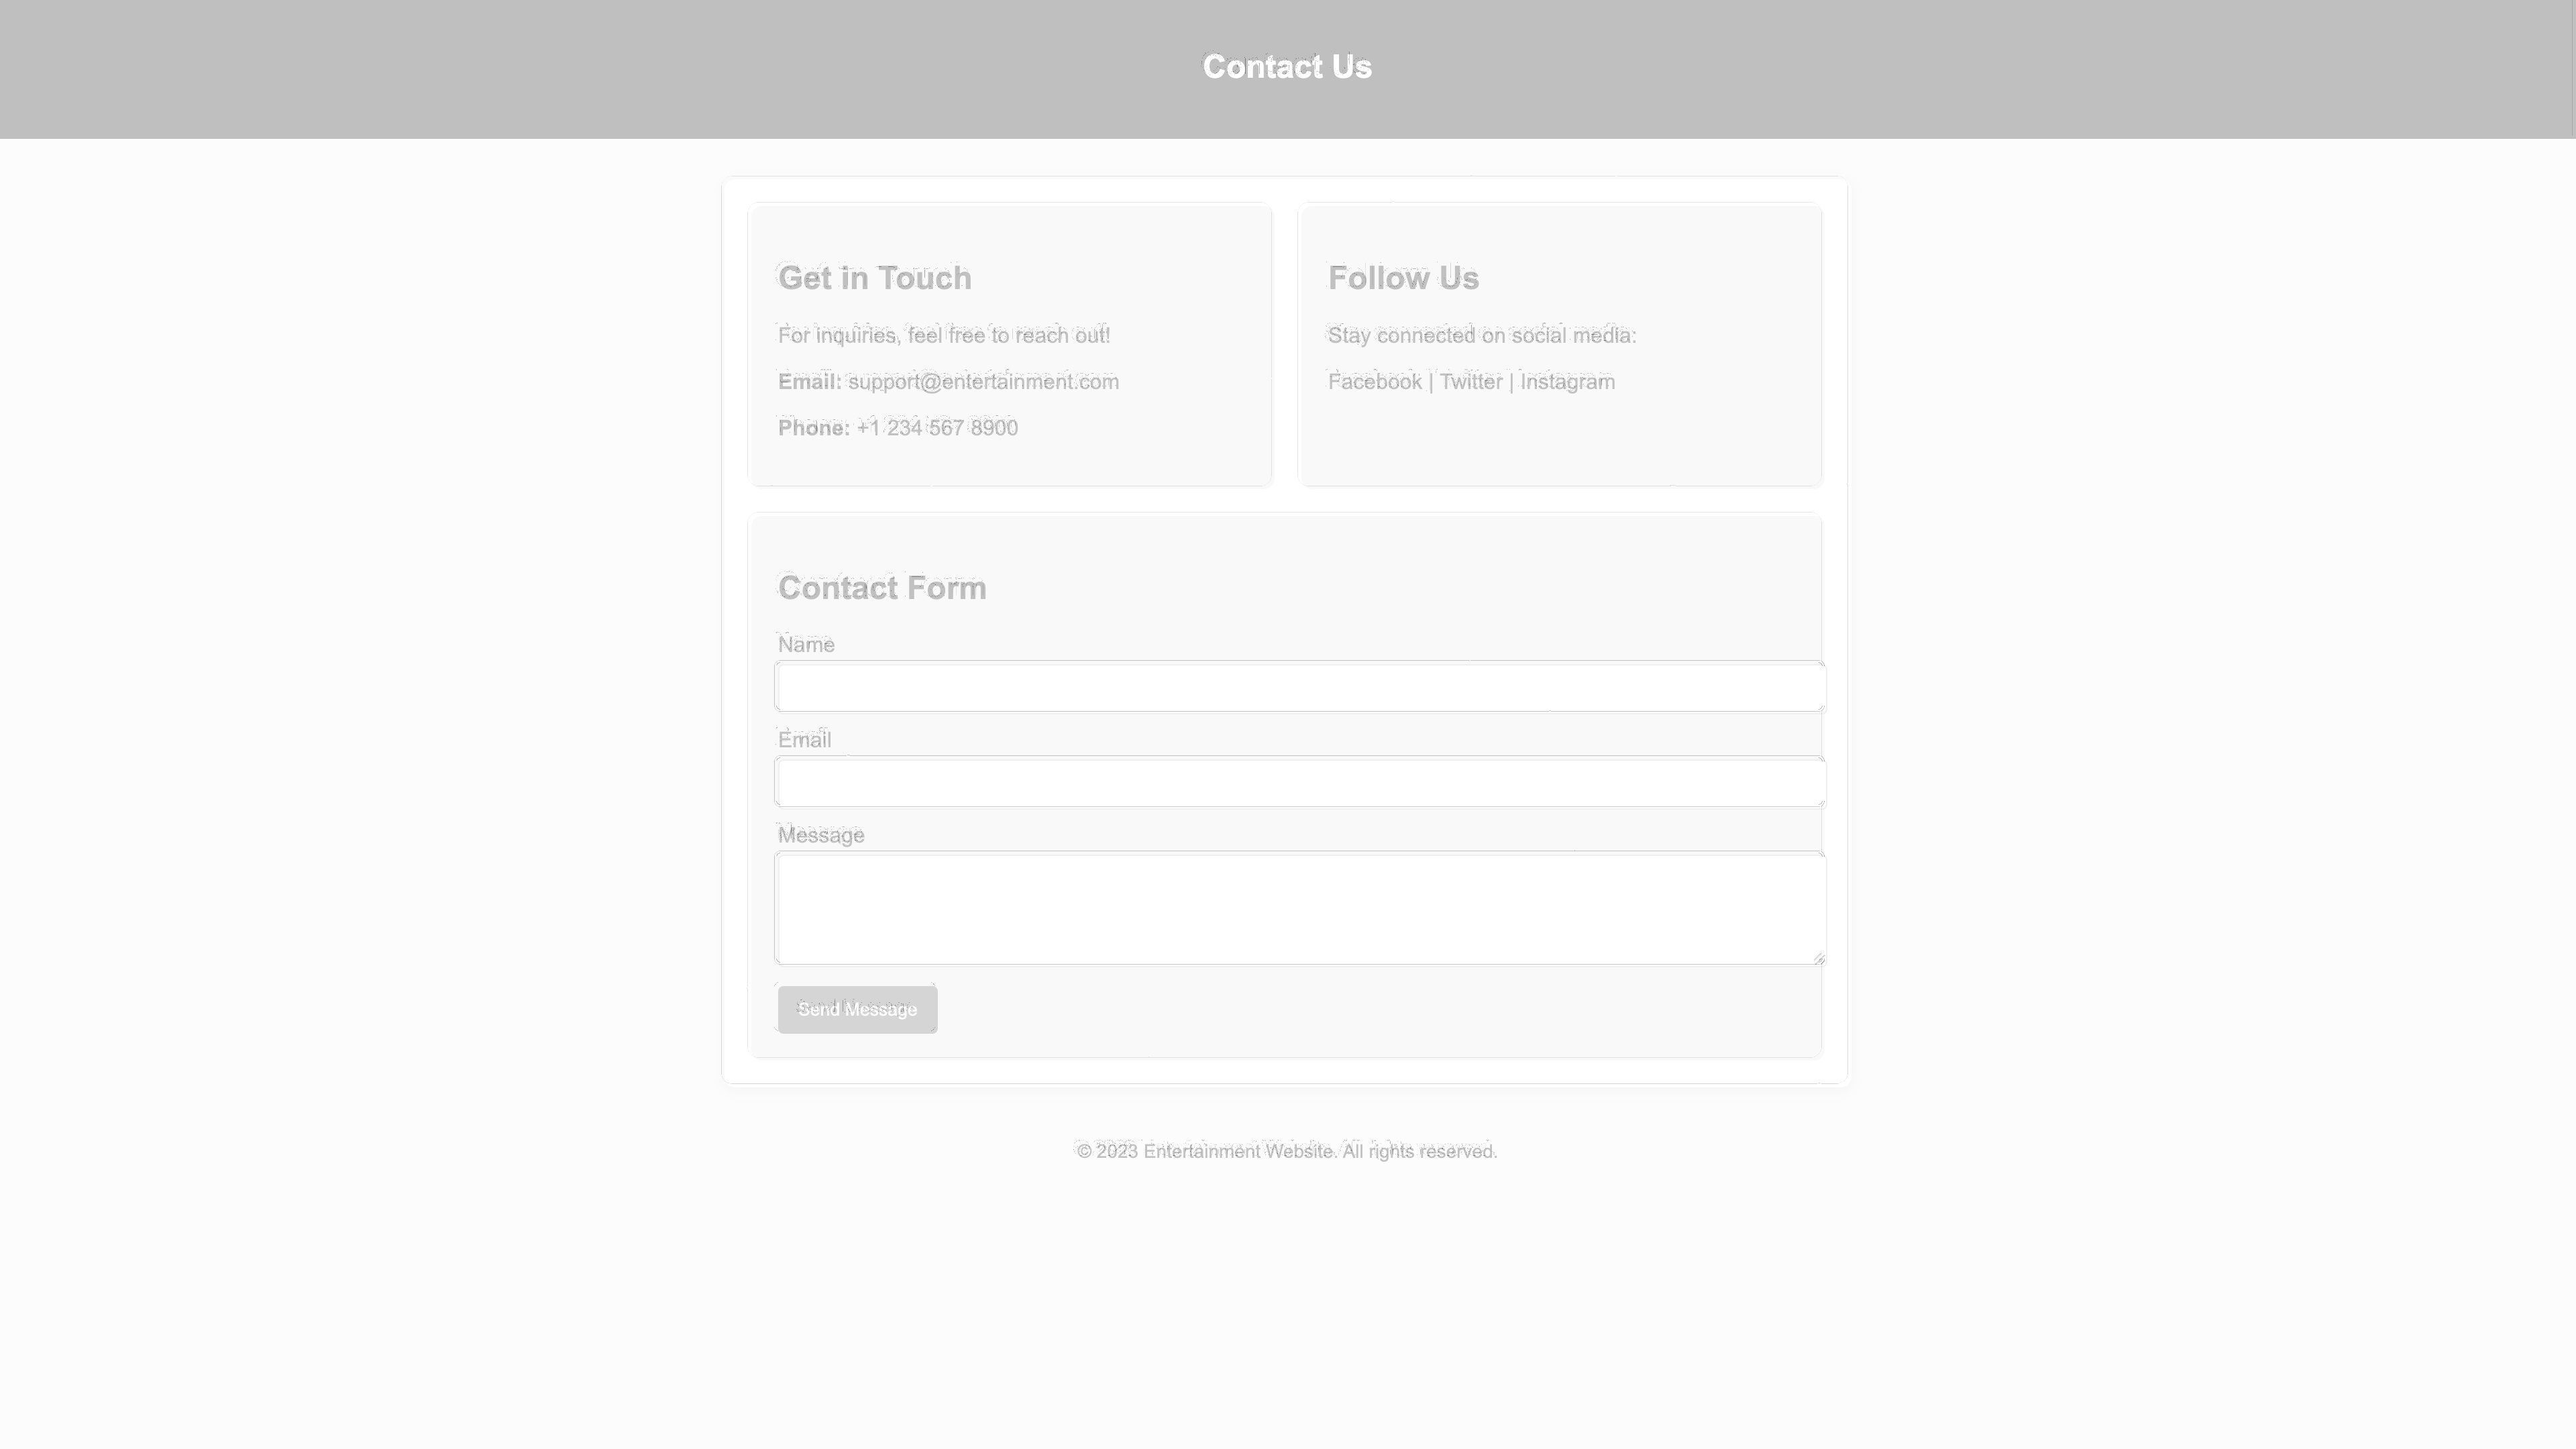 Contact Us
Get in Touch
For inquiries, feel free to reach out!
Email: support@entertainment.com
Phone: +1 234 567 8900
Follow Us
Stay connected on social media:
Facebook | Twitter | Instagram
Contact Form
Name
Email
Message
Send Message
© 2023 Entertainment Website. All rights reserved.